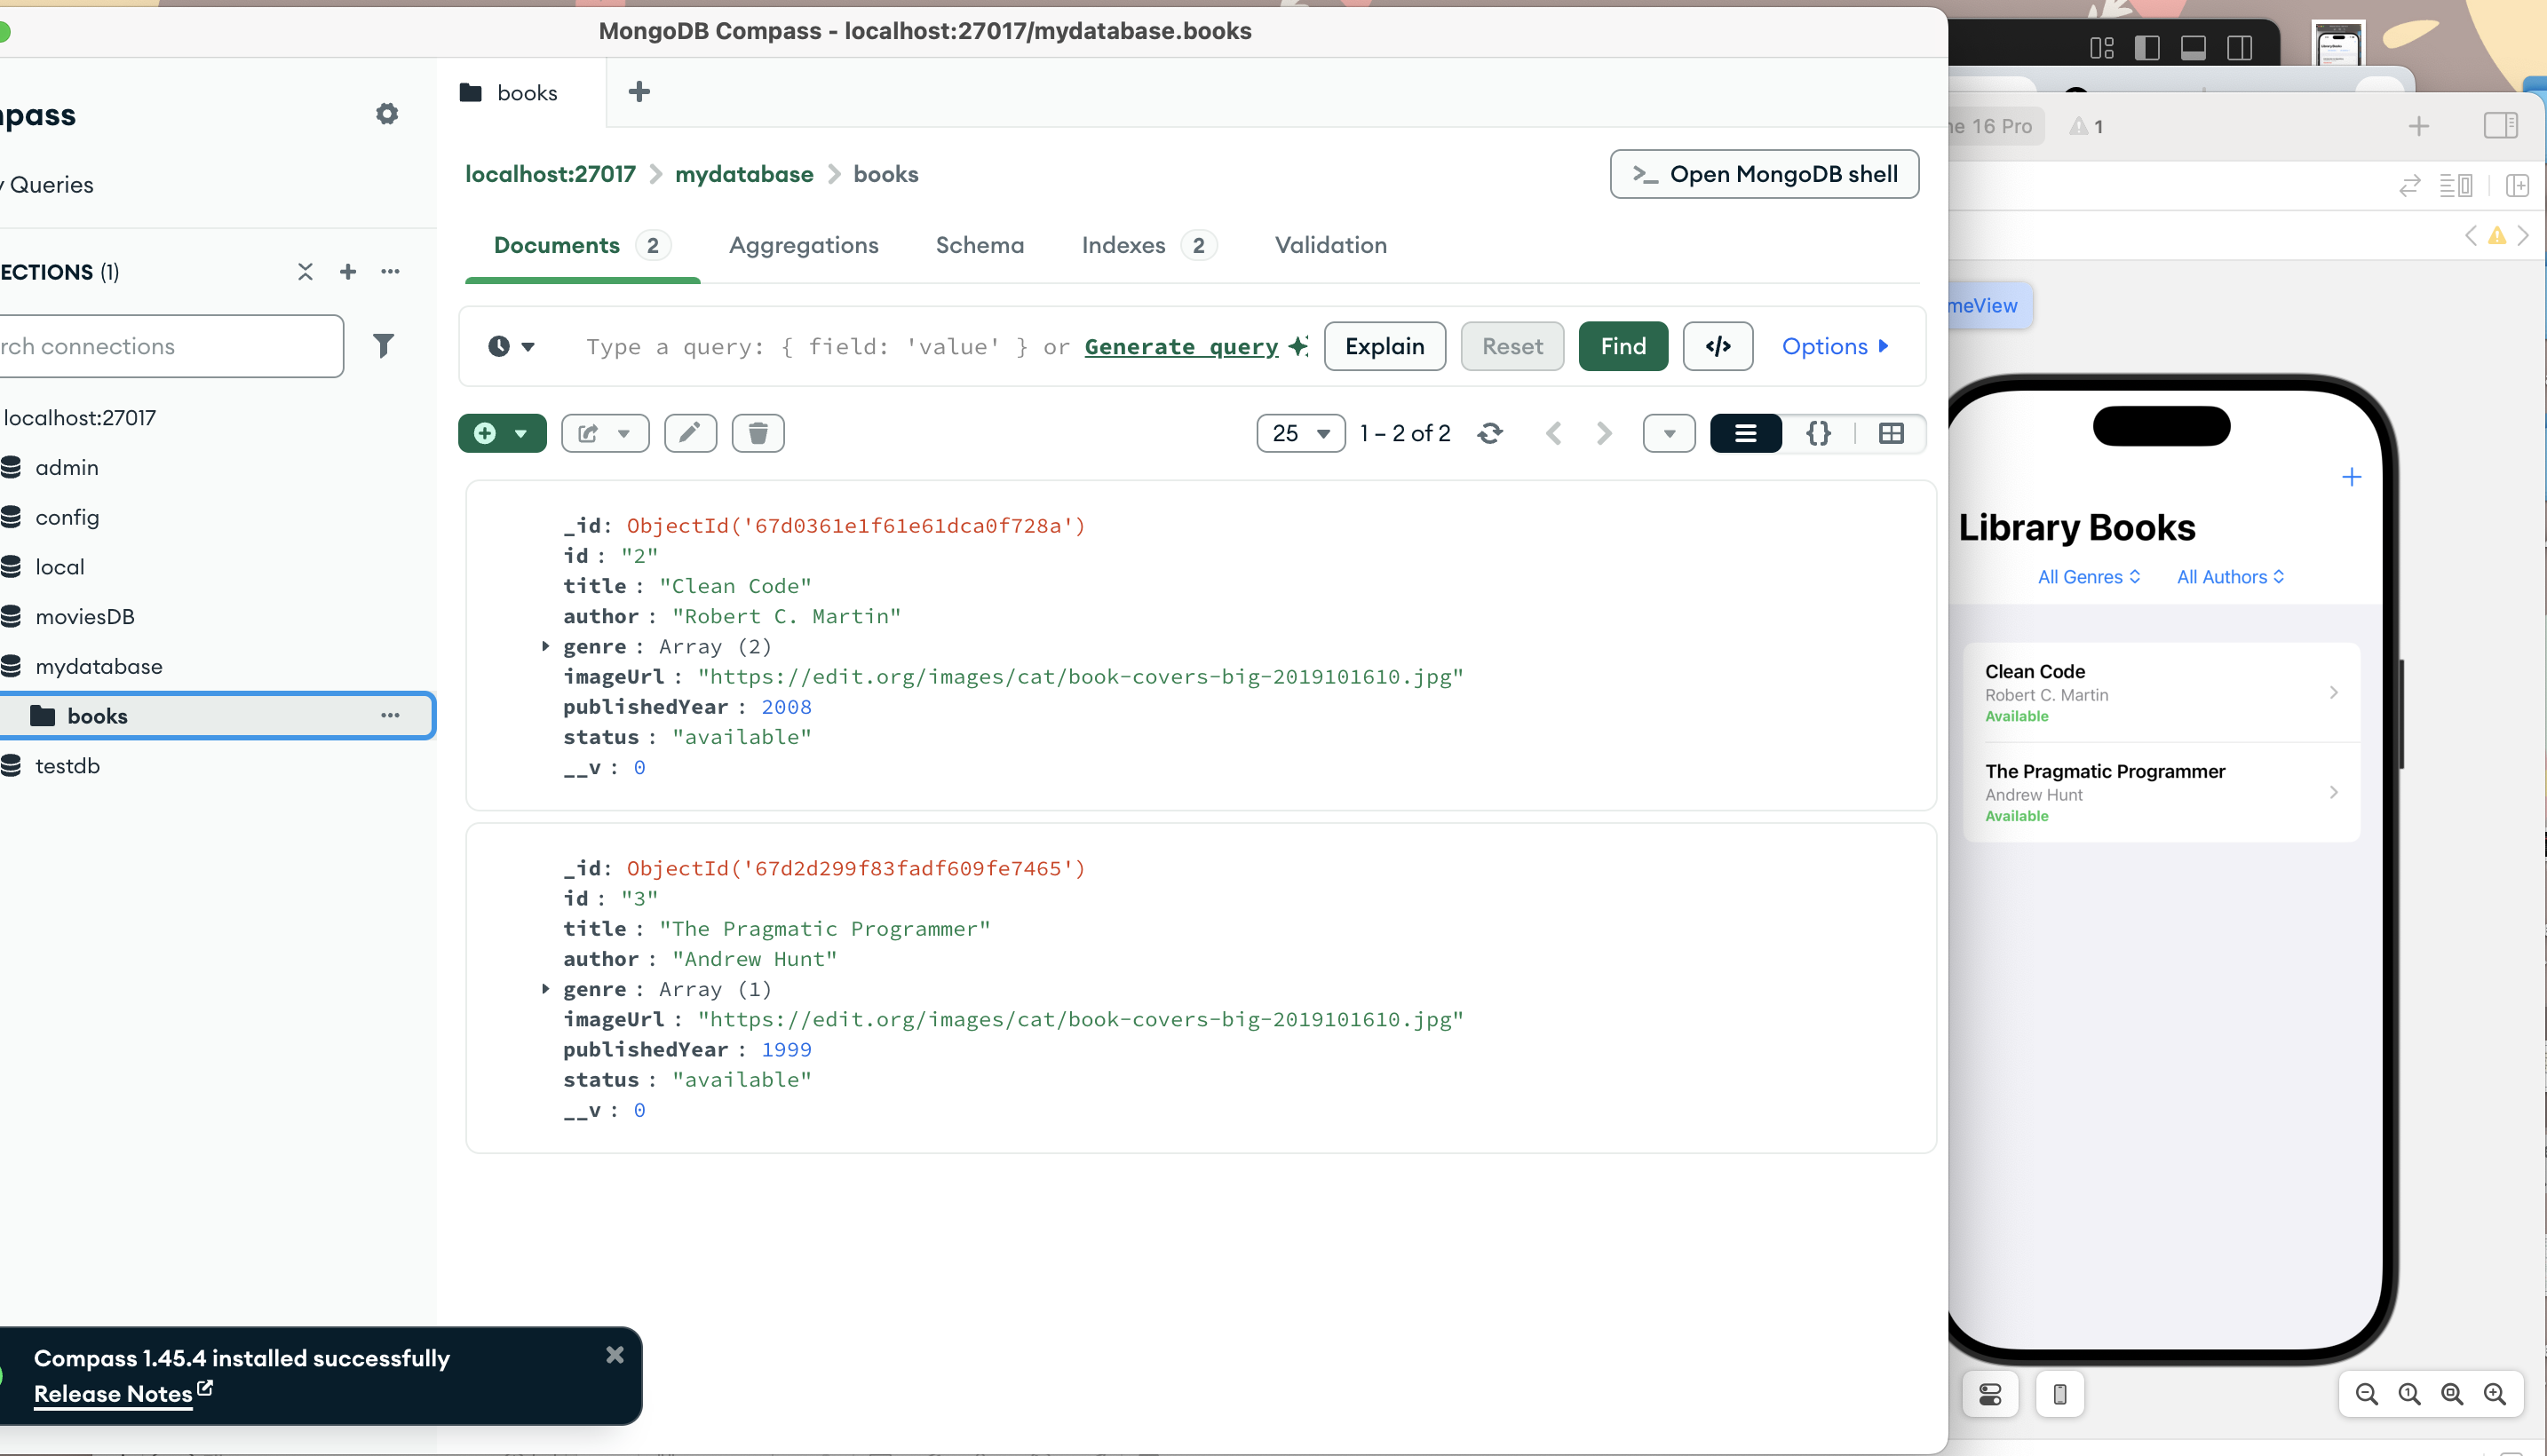 MongoDB Compass - localhost:27017/mydatabase.books
mpass
books
localhost:27017 mydatabase books
Open MongoDB shell
y Queries
ECTIONS (1)
rch connections
localhost:27017
admin
config
local
moviesDB
mydatabase
books
testdb
Documents 2 Aggregations Schema Indexes 2 Validation
Type a query: { field: 'value' } or Generate query
Explain Reset Find </> Options
25 1 – 2 of 2 {}
_id: ObjectId('67d0361e1f61e61dca0f728a')
id : "2"
title : "Clean Code"
author : "Robert C. Martin"
genre : Array (2)
imageUrl : "https://edit.org/images/cat/book-covers-big-2019101610.jpg"
publishedYear : 2008
status : "available"
__v : 0
_id: ObjectId('67d2d299f83fadf609fe7465')
id : "3"
title : "The Pragmatic Programmer"
author : "Andrew Hunt"
genre : Array (1)
imageUrl : "https://edit.org/images/cat/book-covers-big-2019101610.jpg"
publishedYear : 1999
status : "available"
__v : 0
Compass 1.45.4 installed successfully
Release Notes
ne 16 Pro 1
meView
Library Books
All Genres All Authors
Clean Code
Robert C. Martin
Available
The Pragmatic Programmer
Andrew Hunt
Available